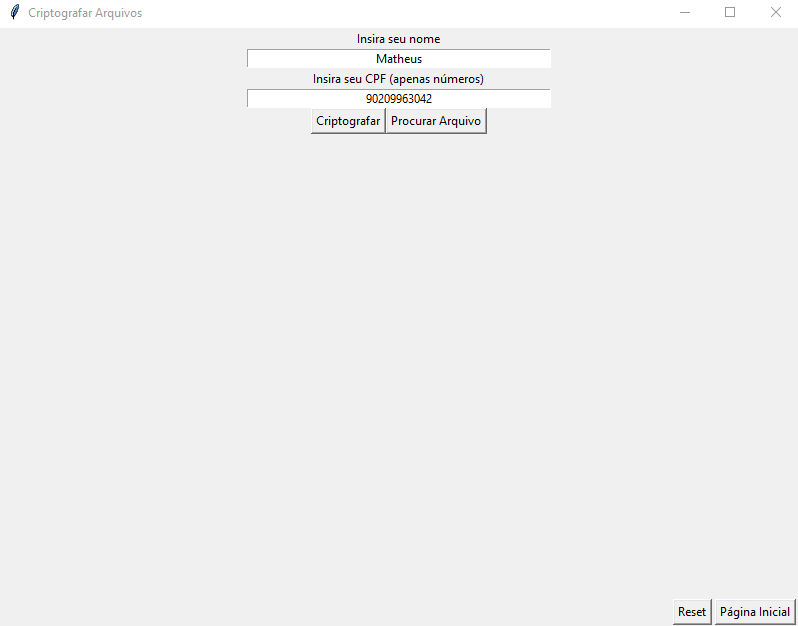 Criptografar Arquivos
Insira seu nome
Matheus
Insira seu CPF (apenas números)
90209963042
Criptografar Procurar Arquivo
Reset Página Inicial